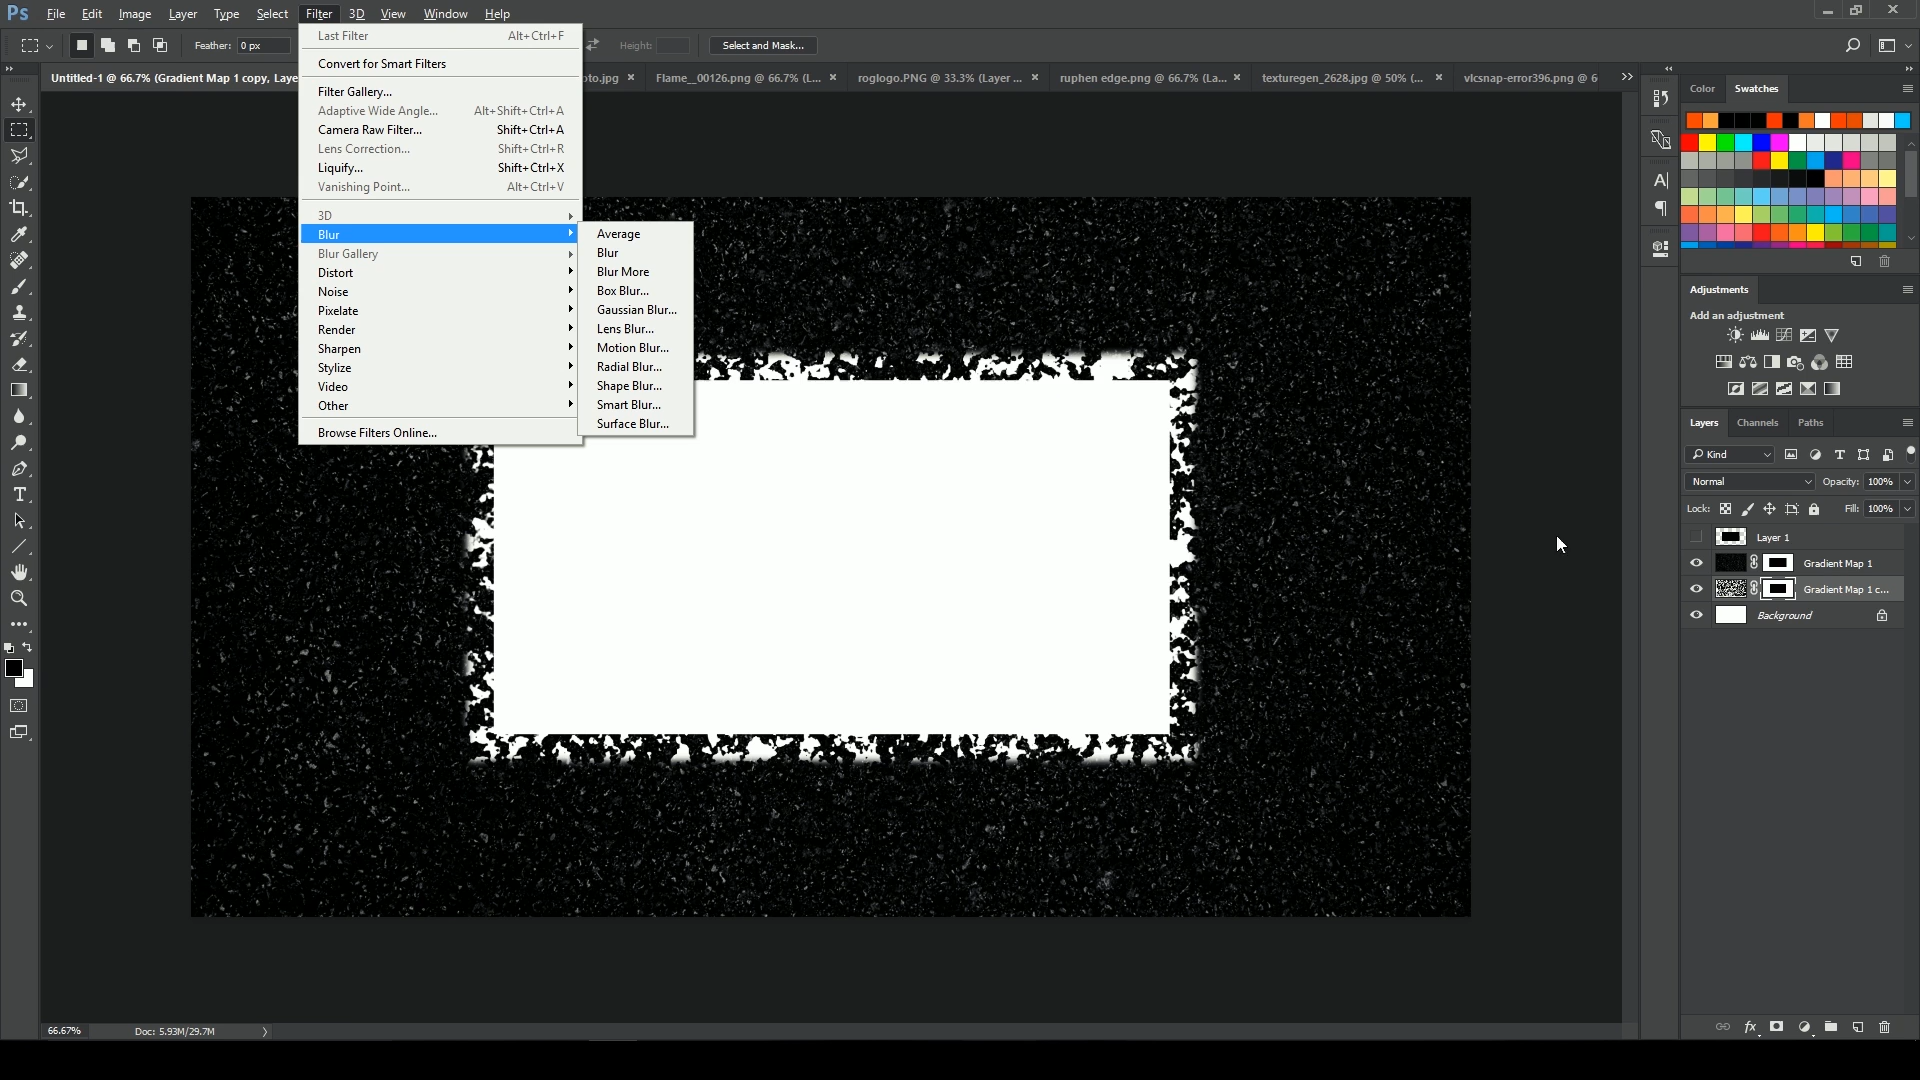 Ps File Edit Image Layer Type Select Filter 3D View Window Help
Feather: 0 px Height: Select and Mask...
Untitled-1 @ 66.7% (Gradient Map 1 copy, Laye oto.jpg × Flame__00126.png @ 66.7% (L... × roglogo.PNG @ 33.3% (Layer ... × ruphen edge.png @ 66.7% (La... × texturegen_2628.jpg @ 50% (... × vlcsnap-error396.png @ 6
Last Filter Alt+Ctrl+F
Convert for Smart Filters
Filter Gallery...
Adaptive Wide Angle... Alt+Shift+Ctrl+A
Camera Raw Filter... Shift+Ctrl+A
Lens Correction... Shift+Ctrl+R
Liquify... Shift+Ctrl+X
Vanishing Point... Alt+Ctrl+V
3D
Blur
Blur Gallery
Distort
Noise
Pixelate
Render
Sharpen
Stylize
Video
Other
Browse Filters Online...
Average
Blur
Blur More
Box Blur...
Gaussian Blur...
Lens Blur...
Motion Blur...
Radial Blur...
Shape Blur...
Smart Blur...
Surface Blur...
Color Swatches
Adjustments
Add an adjustment
Layers Channels Paths
Kind
Normal Opacity: 100%
Lock: Fill: 100%
Layer 1
Gradient Map 1
Gradient Map 1 c...
Background
66.67% Doc: 5.93M/29.7M